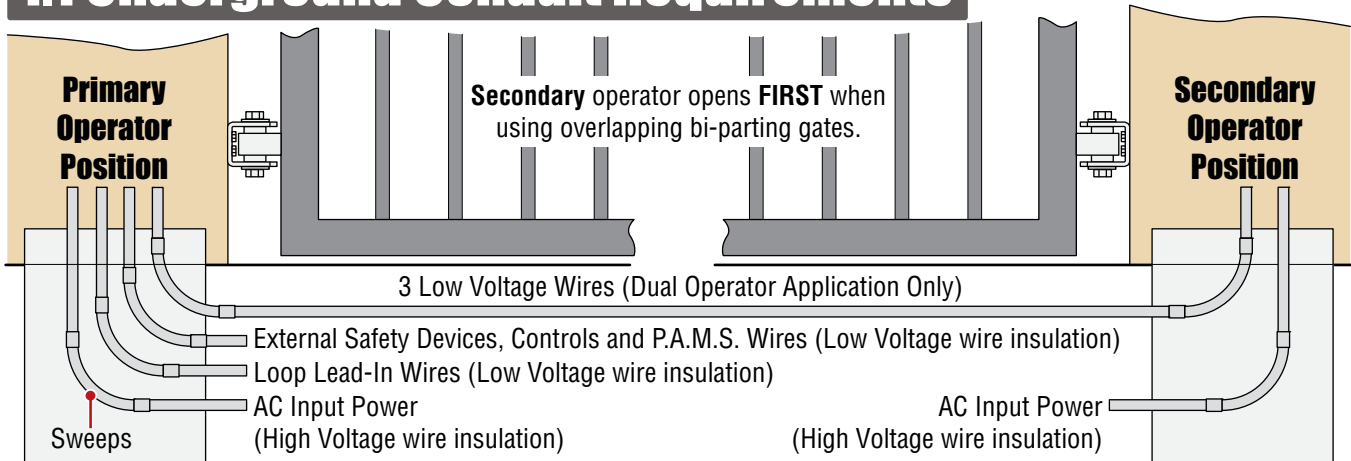 Underground Conduit Requirements
Primary
Operator
Position
Secondary operator opens FIRST when
using overlapping bi-parting gates.
Secondary
Operator
Position
3 Low Voltage Wires (Dual Operator Application Only)
External Safety Devices, Controls and P.A.M.S. Wires (Low Voltage wire insulation)
Loop Lead-In Wires (Low Voltage wire insulation)
AC Input Power
(High Voltage wire insulation)
AC Input Power
(High Voltage wire insulation)
Sweeps